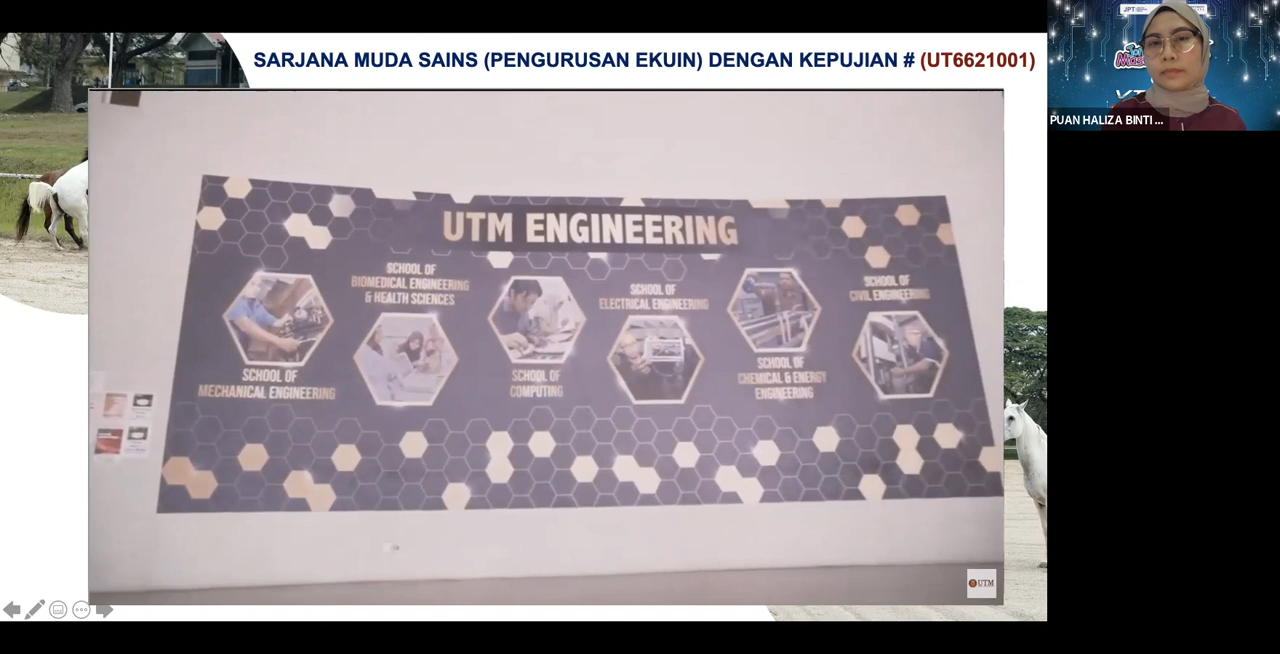 SARJANA MUDA SAINS (PENGURUSAN EKUIN) DENGAN KEPUJIAN # (UT6621001)
JPT
PUAN HALIZA BINTI ...
UTM ENGINEERING
SCHOOL OF
MECHANICAL ENGINEERING
SCHOOL OF
BIOMEDICAL ENGINEERING
& HEALTH SCIENCES
SCHOOL OF
COMPUTING
SCHOOL OF
ELECTRICAL ENGINEERING
SCHOOL OF
CHEMICAL & ENERGY
ENGINEERING
SCHOOL OF
CIVIL ENGINEERING
UTM